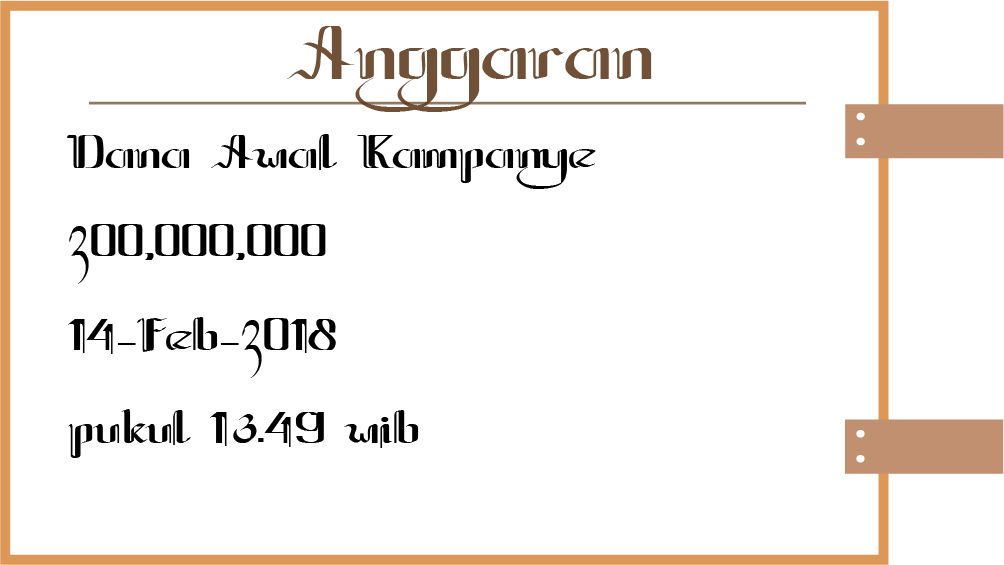 Anggaran
Dana Awal Kampanye
200,000,000
14-Feb-2018
pukul 13.49 wib